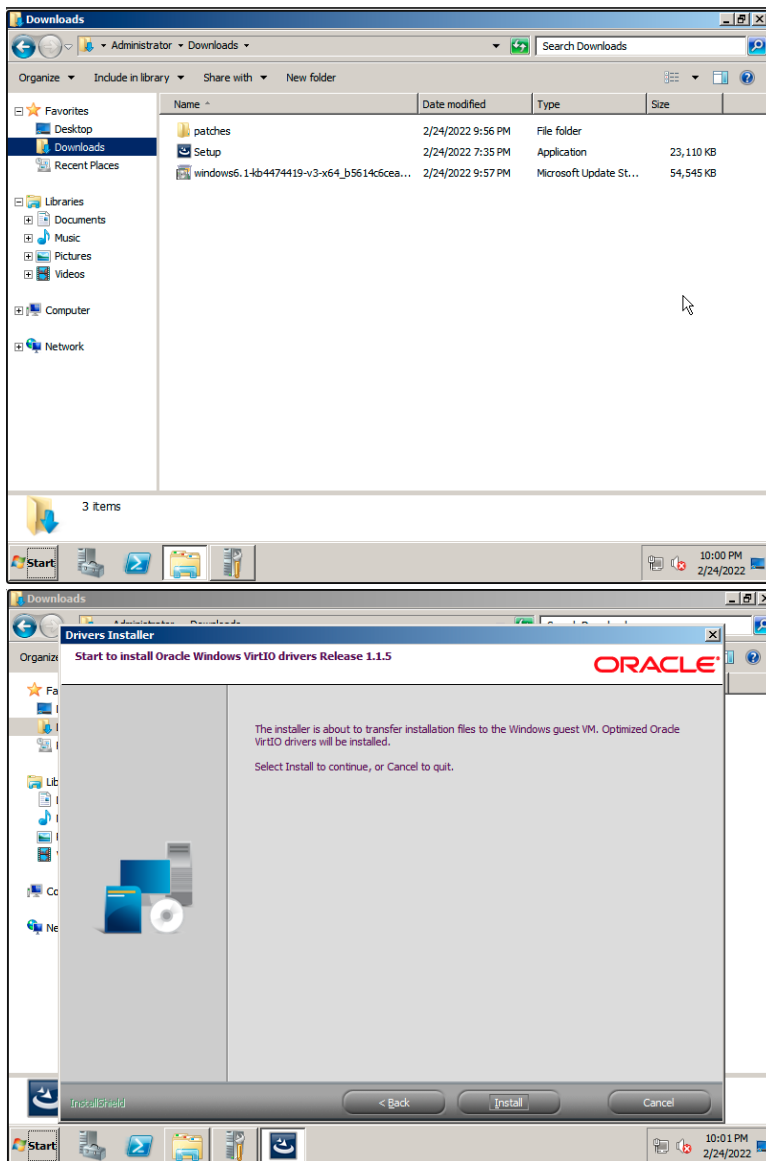 Downloads
Administrator ▾ Downloads ▾
Search Downloads
Organize ▾ Include in library ▾ Share with ▾ New folder
Name Date modified Type Size
Favorites
Desktop
Downloads
Recent Places
Libraries
Documents
Music
Pictures
Videos
Computer
Network
patches 2/24/2022 9:56 PM File folder
Setup 2/24/2022 7:35 PM Application 23,110 KB
windows6.1-kb4474419-v3-x64_b5614c6cea... 2/24/2022 9:57 PM Microsoft Update St... 54,545 KB
3 items
Start
10:00 PM
2/24/2022
Downloads
Drivers Installer
Start to install Oracle Windows VirtIO drivers Release 1.1.5
ORACLE
The installer is about to transfer installation files to the Windows guest VM. Optimized Oracle
VirtIO drivers will be installed.
Select Install to continue, or Cancel to quit.
Organize
Fa
Lib
Co
Ne
InstallShield
< Back Install Cancel
Start
10:01 PM
2/24/2022